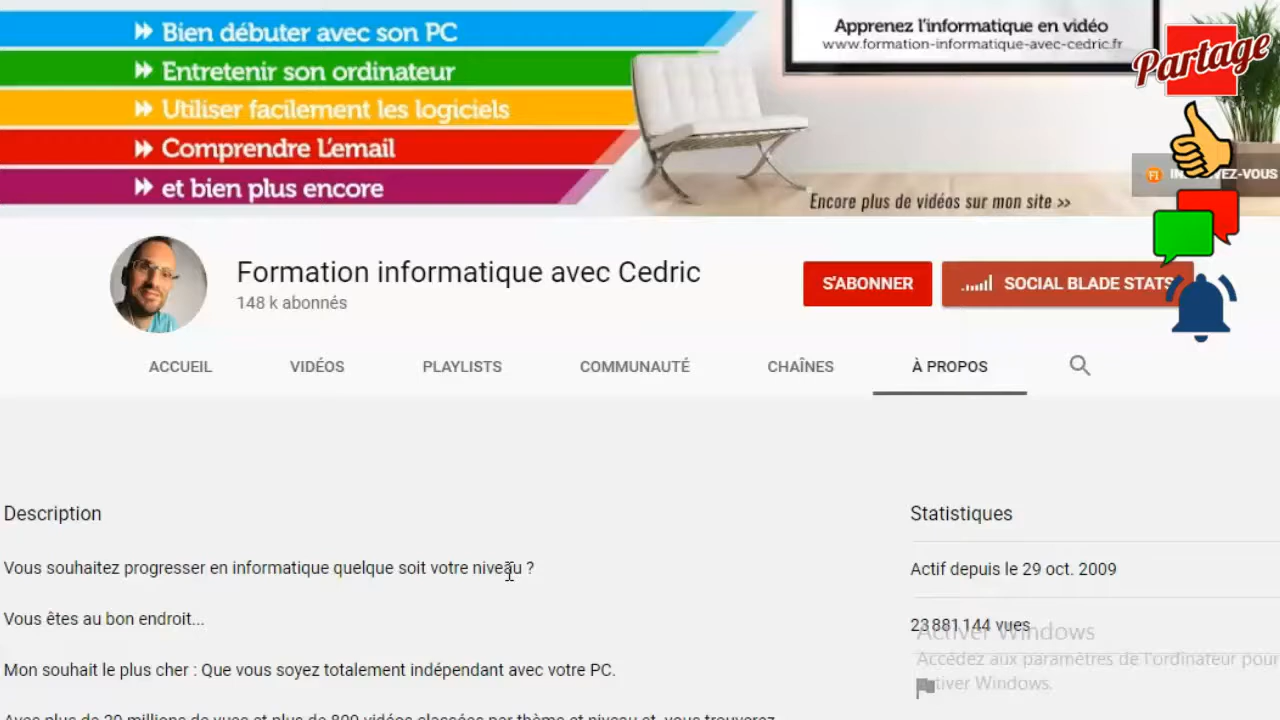 Bien débuter avec son PC
Entretenir son ordinateur
Utiliser facilement les logiciels
Comprendre L'email
et bien plus encore
Apprenez l'informatique en vidéo
www.formation-informatique-avec-cedric.fr
Partage
Encore plus de vidéos sur mon site >>
Formation informatique avec Cedric
148 k abonnés
S'ABONNER
SOCIAL BLADE STATS
ACCUEIL
VIDÉOS
PLAYLISTS
COMMUNAUTÉ
CHAÎNES
À PROPOS
Description
Vous souhaitez progresser en informatique quelque soit votre niveau ?
Vous êtes au bon endroit...
Mon souhait le plus cher : Que vous soyez totalement indépendant avec votre PC.
Statistiques
Actif depuis le 29 oct. 2009
23 881 144 vues
Activer Windows
Accédez aux paramètres de l'ordinateur pour
activer Windows.